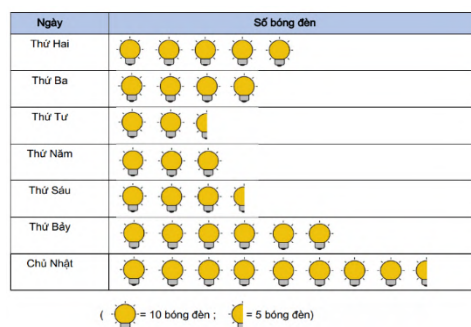 Ngày Số bóng đèn
Thứ Hai
Thứ Ba
Thứ Tư
Thứ Năm
Thứ Sáu
Thứ Bảy
Chủ Nhật
( = 10 bóng đèn ; = 5 bóng đèn)